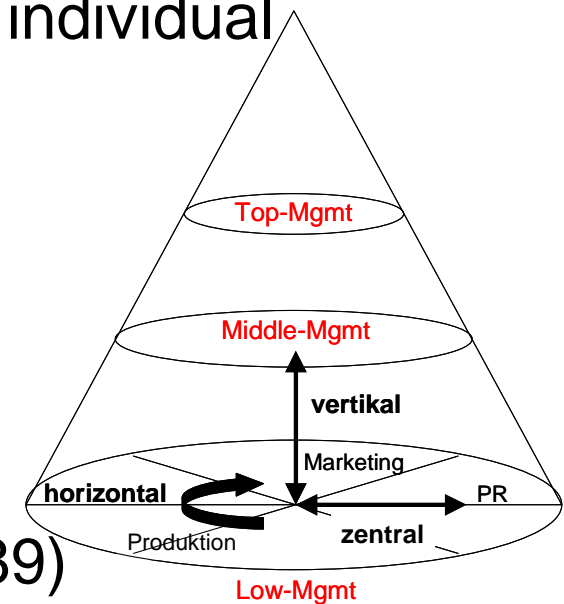 individual
Top-Mgmt
Middle-Mgmt
vertikal
Marketing
horizontal
PR
zentral
Produktion
39)
Low-Mgmt